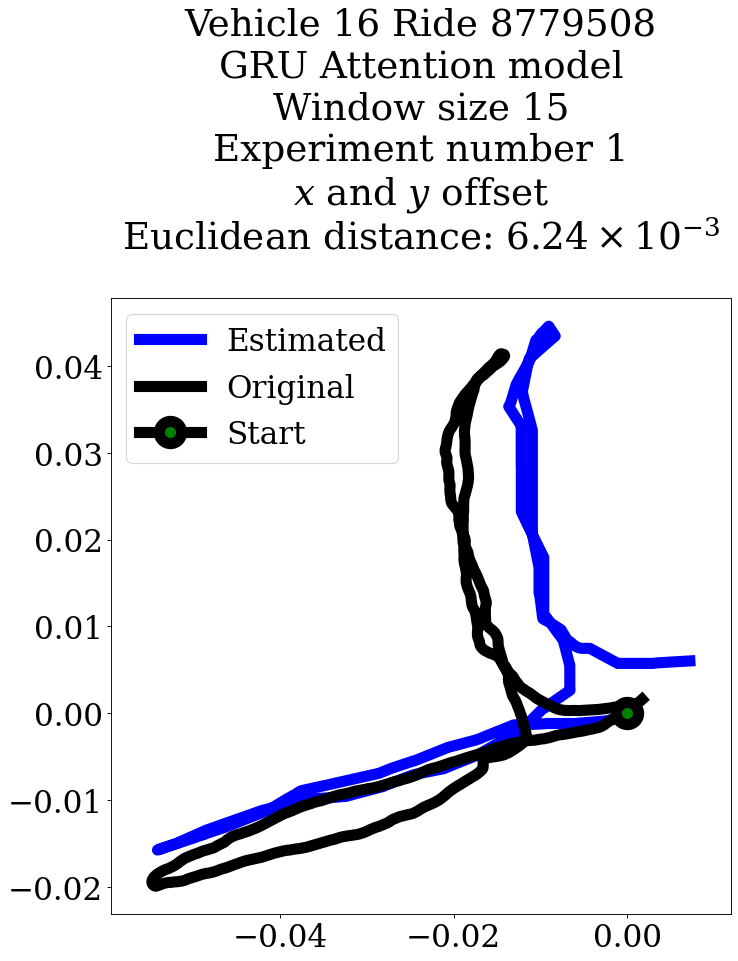 Vehicle 16 Ride 8779508
GRU Attention model
Window size 15
Experiment number 1
x and y offset
Euclidean distance: 6.24 × 10⁻³
Estimated
Original
Start
0.04
0.03
0.02
0.01
0.00
−0.01
−0.02
−0.04
−0.02
0.00